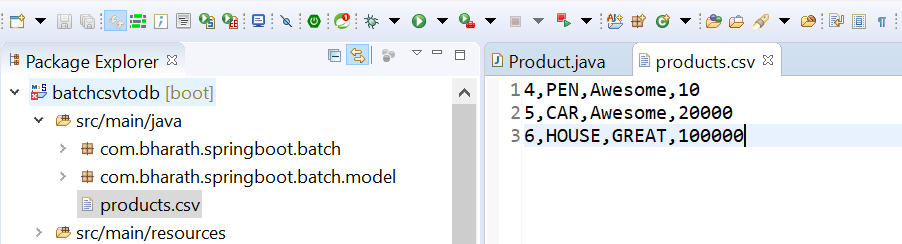 Package Explorer
batchcsvtodb [boot]
src/main/java
com.bharath.springboot.batch
com.bharath.springboot.batch.model
products.csv
src/main/resources
Product.java
products.csv
1 4,PEN,Awesome,10
2 5,CAR,Awesome,20000
3 6,HOUSE,GREAT,100000